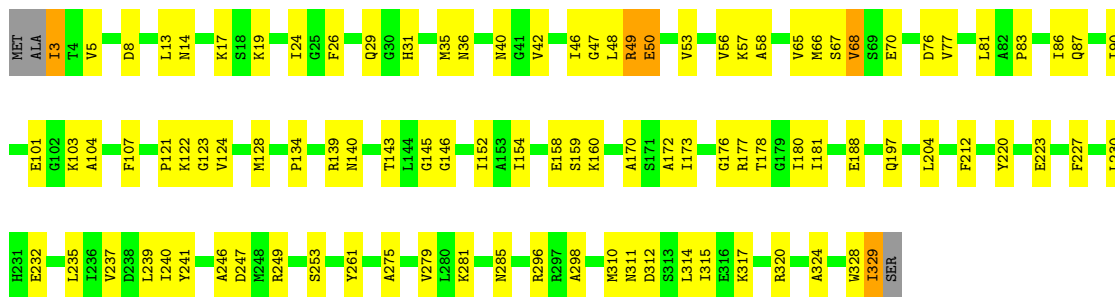 MET ALA I3 T4 V5 D8 L13 N14 K17 S18 K19 I24 G25 F26 Q29 G30 H31 M35 N36 N40 G41 V42 I46 G47 L48 R49 E50 V53 V56 K57 A58 V65 M66 S67 V68 S69 E70 D76 V77 L81 A82 P83 I86 Q87
E101 G102 K103 A104 F107 P121 K122 G123 V124 M128 P134 R139 N140 T143 L144 G145 G146 I152 A153 I154 E158 S159 K160 A170 S171 A172 I173 G176 R177 T178 G179 I180 I181 E188 Q197 L204 F212 Y220 E223 F227
H231 E232 L235 I236 V237 D238 L239 I240 Y241 A246 D247 M248 R249 S253 Y261 A275 V279 L280 K281 N285 R296 R297 A298 M310 N311 D312 S313 L314 I315 E316 K317 R320 A324 W328 I329 SER